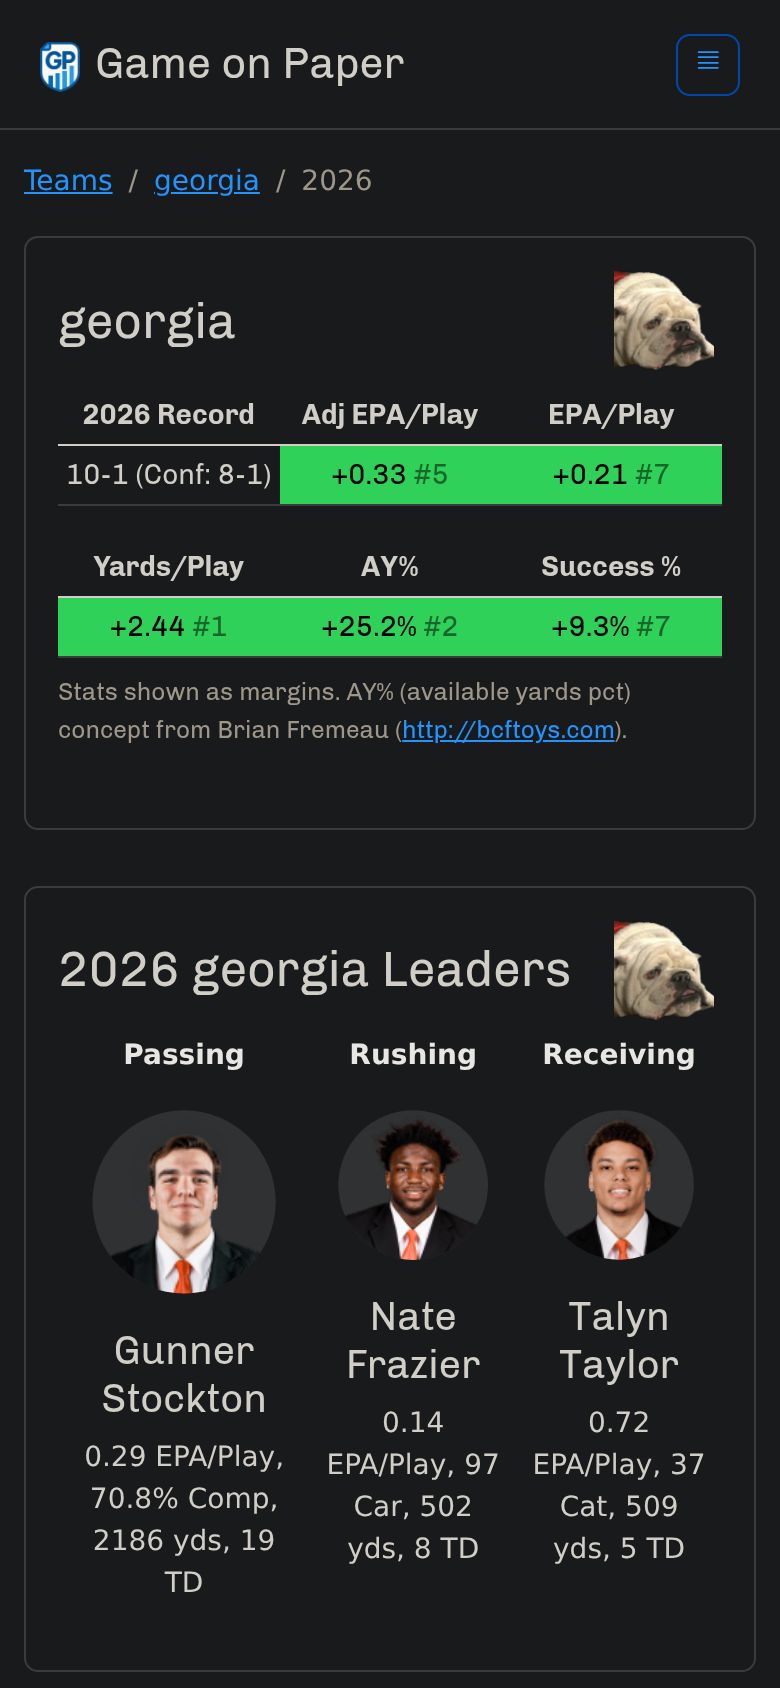 GP Game on Paper
Teams / georgia / 2026
georgia
2026 Record Adj EPA/Play EPA/Play
10-1 (Conf: 8-1) +0.33 #5 +0.21 #7
Yards/Play AY% Success %
+2.44 #1 +25.2% #2 +9.3% #7
Stats shown as margins. AY% (available yards pct)
concept from Brian Fremeau (http://bcftoys.com).
2026 georgia Leaders
Passing Rushing Receiving
Gunner
Stockton
0.29 EPA/Play,
70.8% Comp,
2186 yds, 19
TD
Nate
Frazier
0.14
EPA/Play, 97
Car, 502
yds, 8 TD
Talyn
Taylor
0.72
EPA/Play, 37
Cat, 509
yds, 5 TD